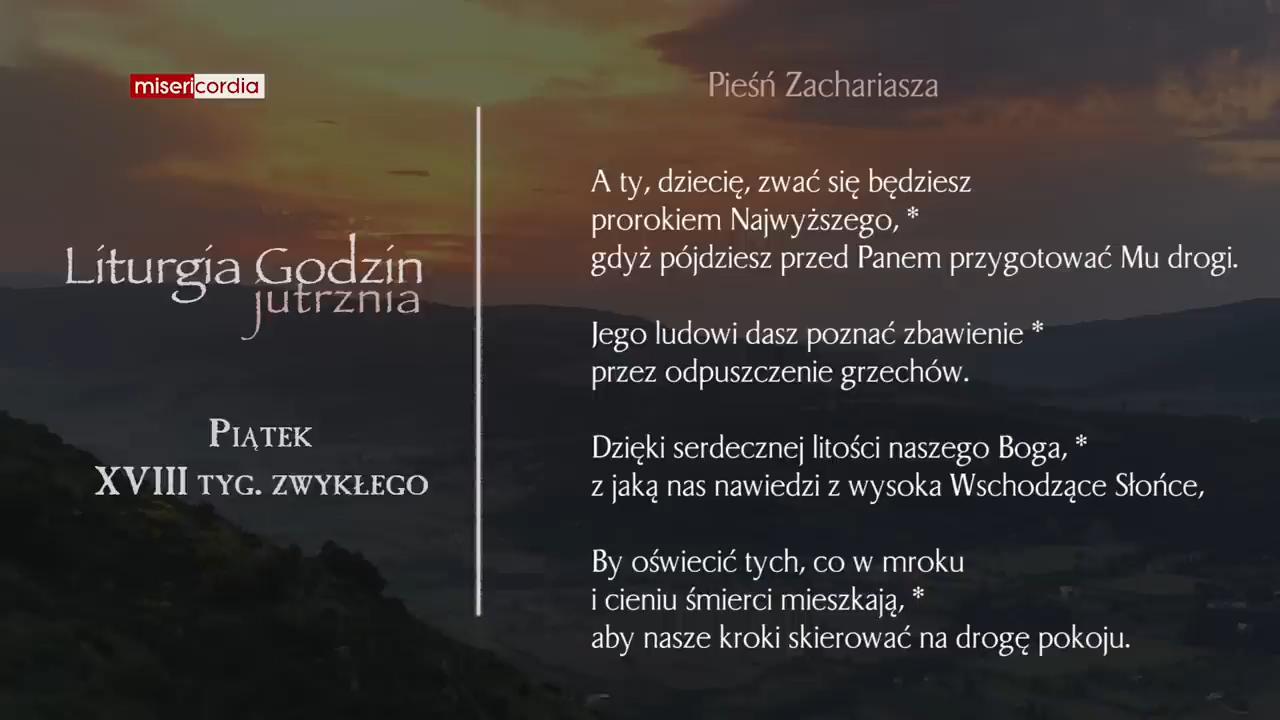 misericordia
Liturgia Godzin
jutrznia
Piątek
XVIII tyg. zwykłego
Pieśń Zachariasza
A ty, dziecię, zwać się będziesz
prorokiem Najwyższego, *
gdyż pójdziesz przed Panem przygotować Mu drogi.
Jego ludowi dasz poznać zbawienie *
przez odpuszczenie grzechów.
Dzięki serdecznej litości naszego Boga, *
z jaką nas nawiedzi z wysoka Wschodzące Słońce,
By oświecić tych, co w mroku
i cieniu śmierci mieszkają, *
aby nasze kroki skierować na drogę pokoju.